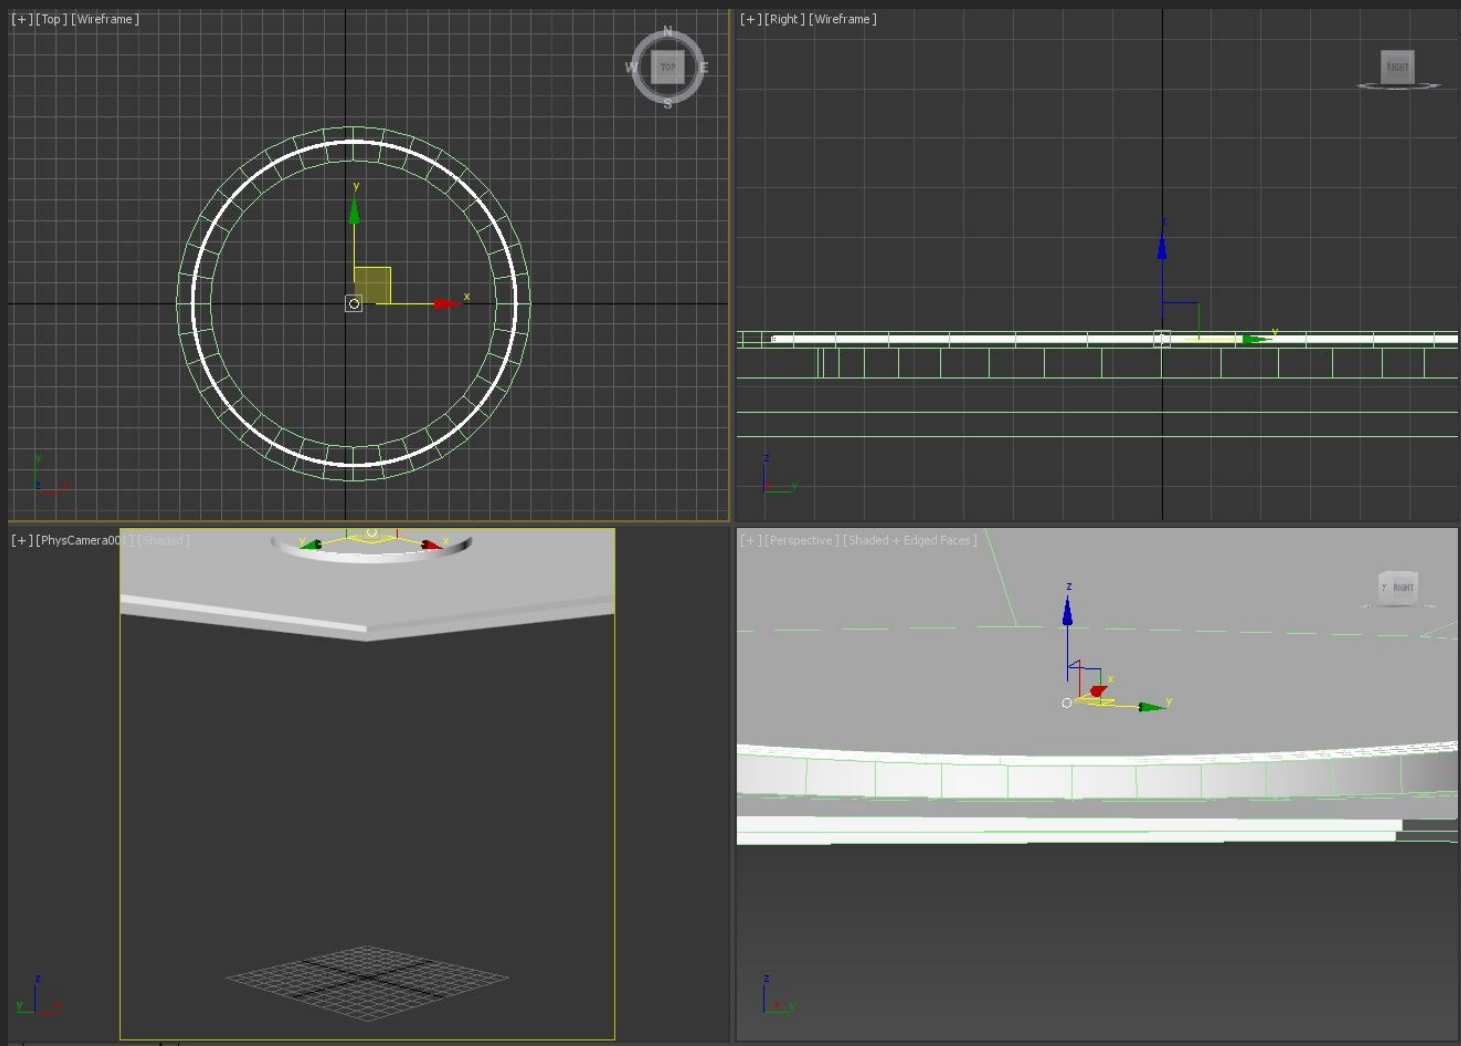 [+] [Top ] [Wireframe ]
N
W TOP E
S
y
x
y
z x
[+] [Right ] [Wireframe ]
RIGHT
z
y
z
y
[+] [PhysCamera001 ] [Shaded ]
y x
z
y x
[+] [Perspective ] [Shaded + Edged Faces ]
RIGHT
z
x
y
z
x y